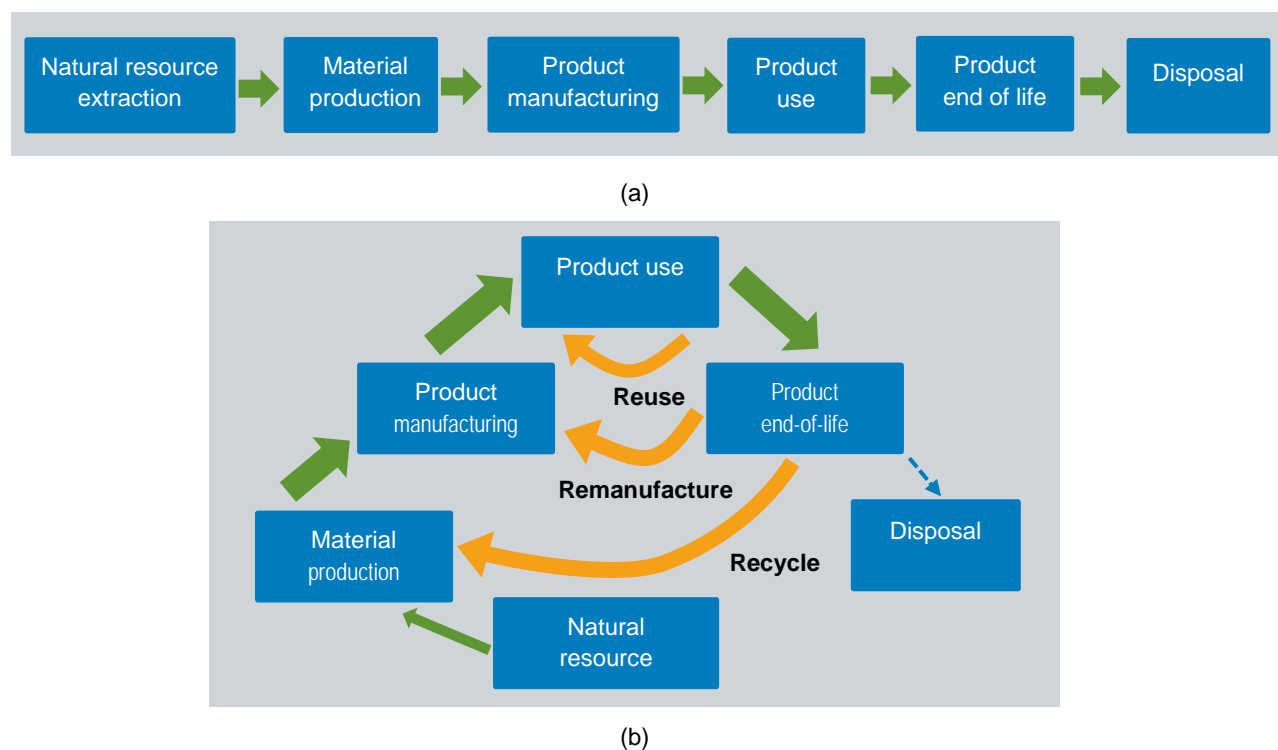 Natural resource
extraction
Material
production
Product
manufacturing
Product
use
Product
end of life
Disposal
(a)
Product use
Product
manufacturing
Reuse
Product
end-of-life
Remanufacture
Material
production
Recycle
Disposal
Natural
resource
(b)